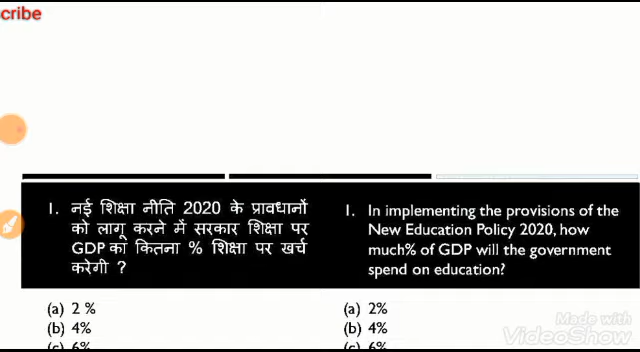 cribe
1. नई शिक्षा नीति 2020 के प्रावधानों
को लागू करने में सरकार शिक्षा पर
GDP का कितना % शिक्षा पर खर्च
करेगी ?
1. In implementing the provisions of the
New Education Policy 2020, how
much% of GDP will the government
spend on education?
(a) 2 %
(b) 4%
(c) 6%
(a) 2%
(b) 4%
(c) 6%
Made with
VideoShow